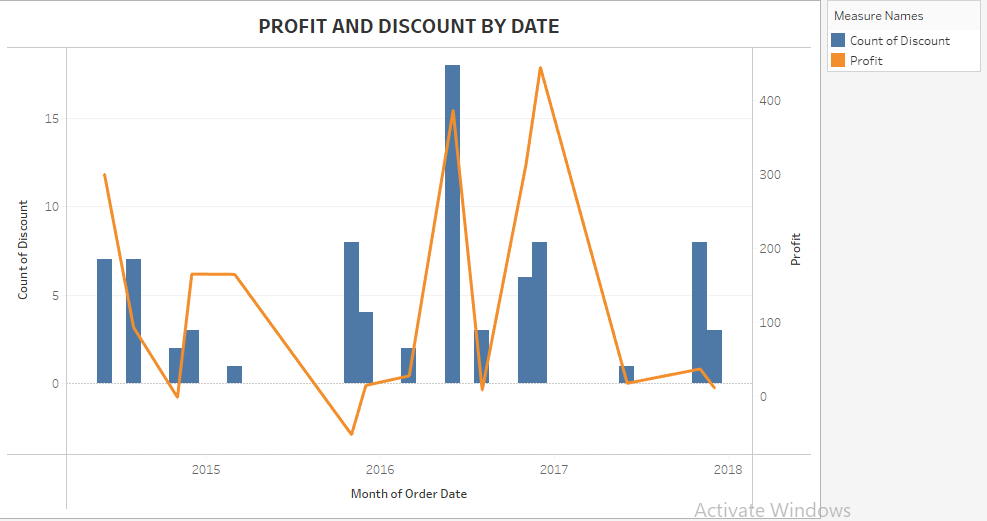 PROFIT AND DISCOUNT BY DATE
Measure Names
Count of Discount
Profit
15
10
5
0
Count of Discount
400
300
200
100
0
Profit
2015 2016 2017 2018
Month of Order Date
Activate Windows